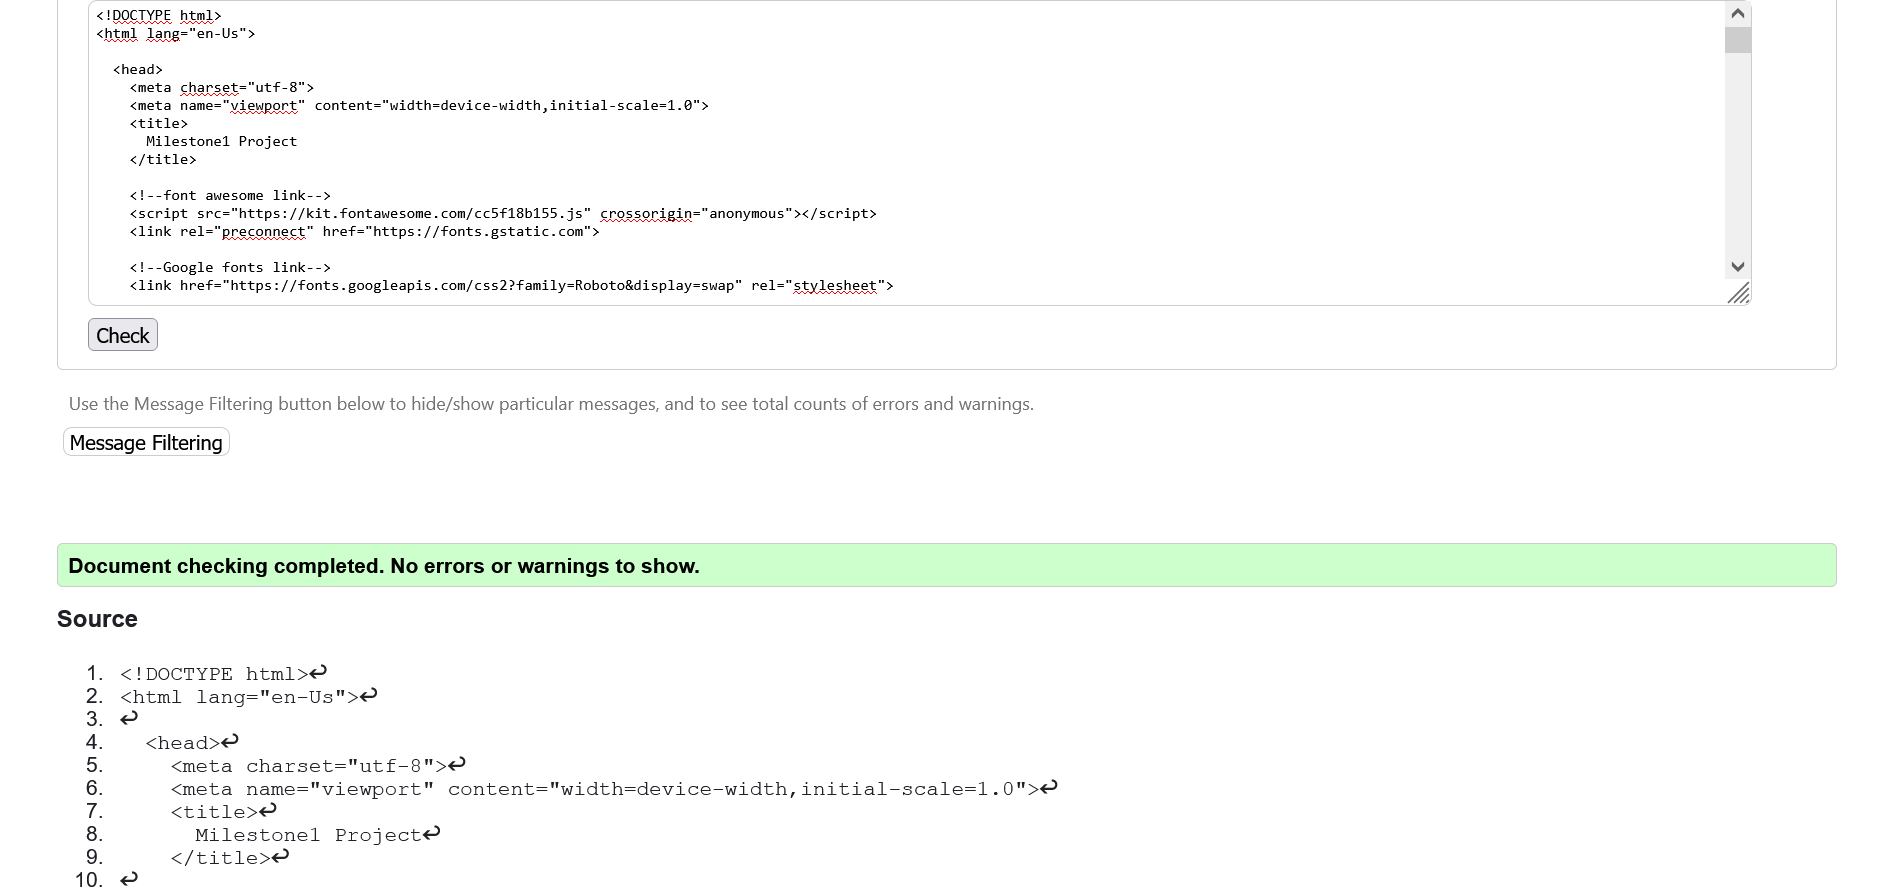 <!DOCTYPE html>
<html lang="en-Us">
<head>
<meta charset="utf-8">
<meta name="viewport" content="width=device-width,initial-scale=1.0">
<title>
Milestone1 Project
</title>
<!--font awesome link-->
<script src="https://kit.fontawesome.com/cc5f18b155.js" crossorigin="anonymous"></script>
<link rel="preconnect" href="https://fonts.gstatic.com">
<!--Google fonts link-->
<link href="https://fonts.googleapis.com/css2?family=Roboto&display=swap" rel="stylesheet">
Check
Use the Message Filtering button below to hide/show particular messages, and to see total counts of errors and warnings.
Message Filtering
Document checking completed. No errors or warnings to show.
Source
1. <!DOCTYPE html>↩
2. <html lang="en-Us">↩
3. ↩
4. <head>↩
5. <meta charset="utf-8">↩
6. <meta name="viewport" content="width=device-width,initial-scale=1.0">↩
7. <title>↩
8. Milestone1 Project↩
9. </title>↩
10. ↩